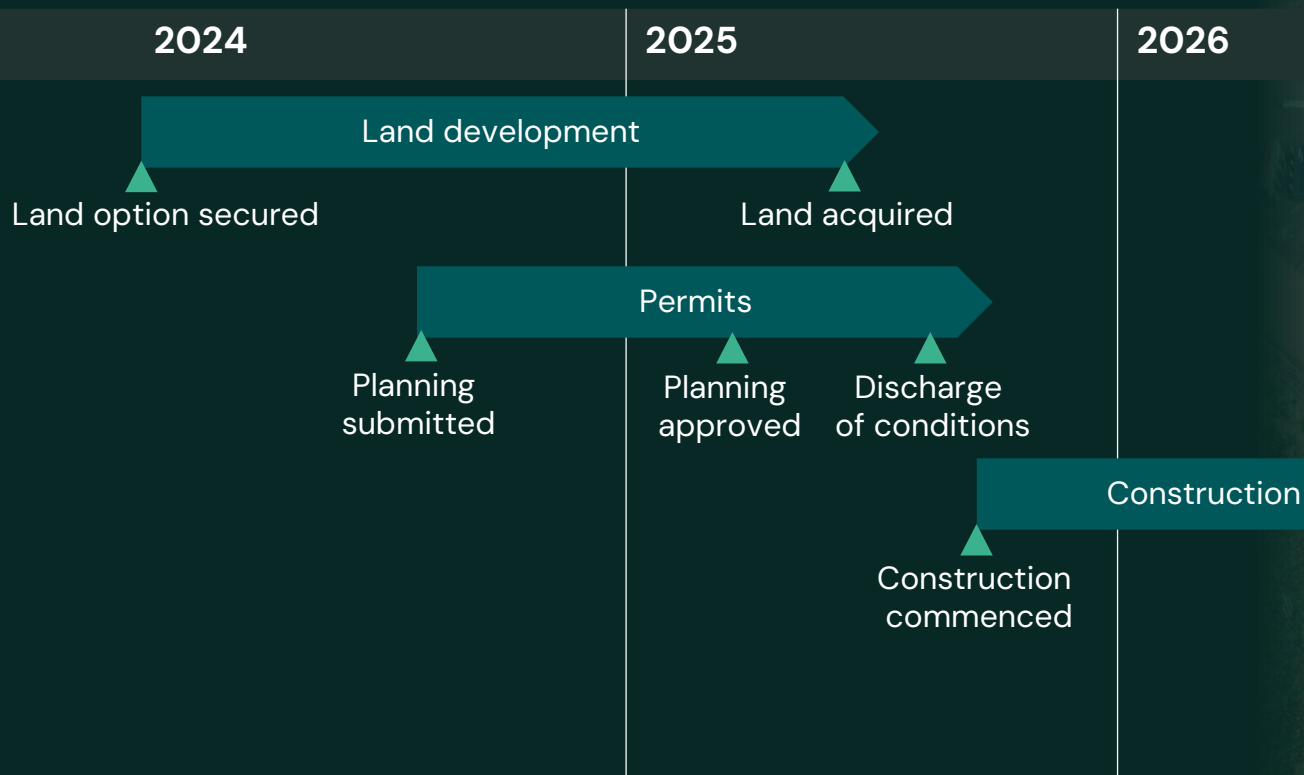 2024
2025
2026
Land development
Land option secured
Land acquired
Permits
Planning
submitted
Planning
approved
Discharge
of conditions
Construction
Construction
commenced